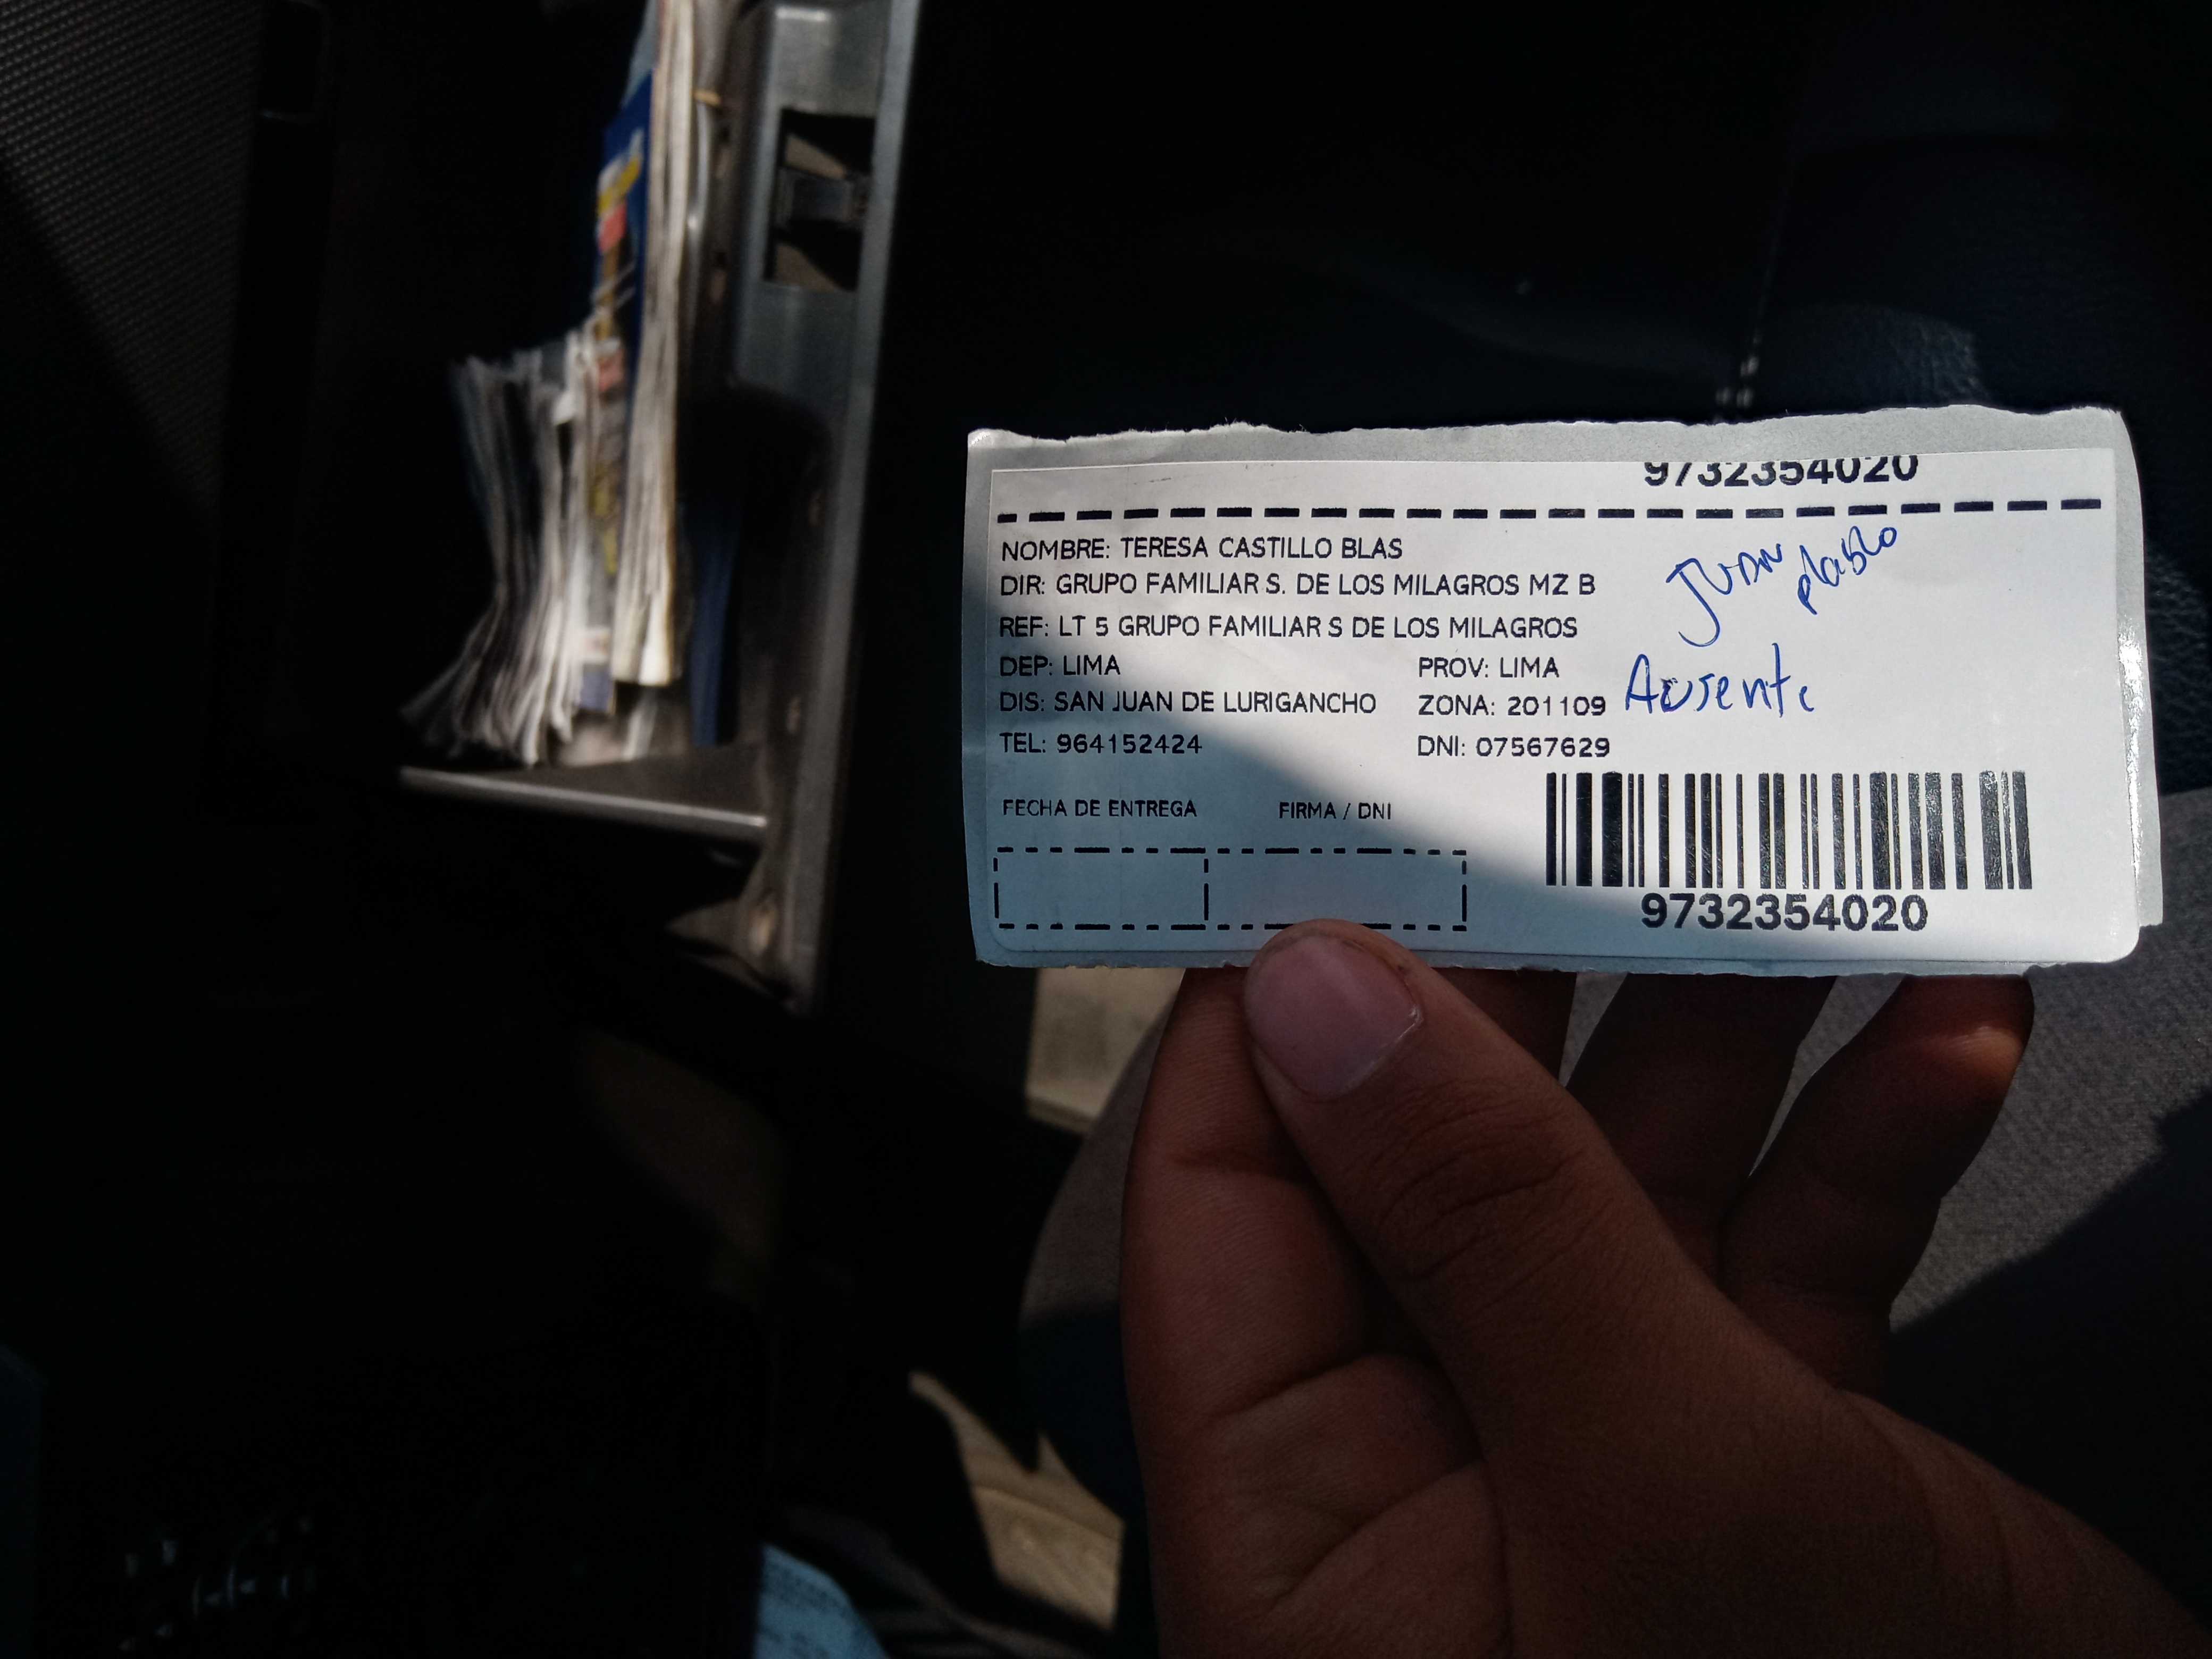 9732354020
NOMBRE: TERESA CASTILLO BLAS
DIR: GRUPO FAMILIAR S. DE LOS MILAGROS MZ B
Juan pablo
REF: LT 5 GRUPO FAMILIAR S DE LOS MILAGROS
DEP: LIMA PROV: LIMA
DIS: SAN JUAN DE LURIGANCHO ZONA: 201109
Ausente
TEL: 964152424 DNI: 07567629
FECHA DE ENTREGA FIRMA / DNI
9732354020